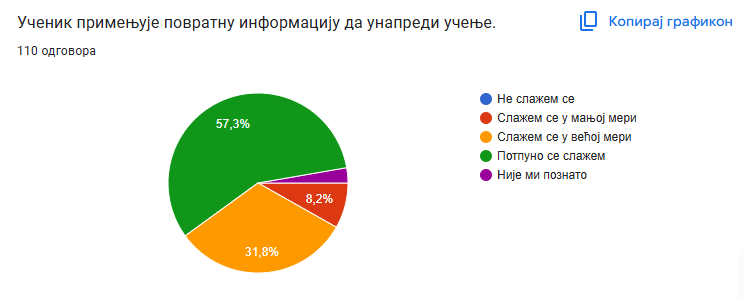 Ученик примењује повратну информацију да унапреди учење.
Копирај графикон
110 одговора
57,3%
8,2%
31,8%
Не слажем се
Слажем се у мањој мери
Слажем се у већој мери
Потпуно се слажем
Није ми познато